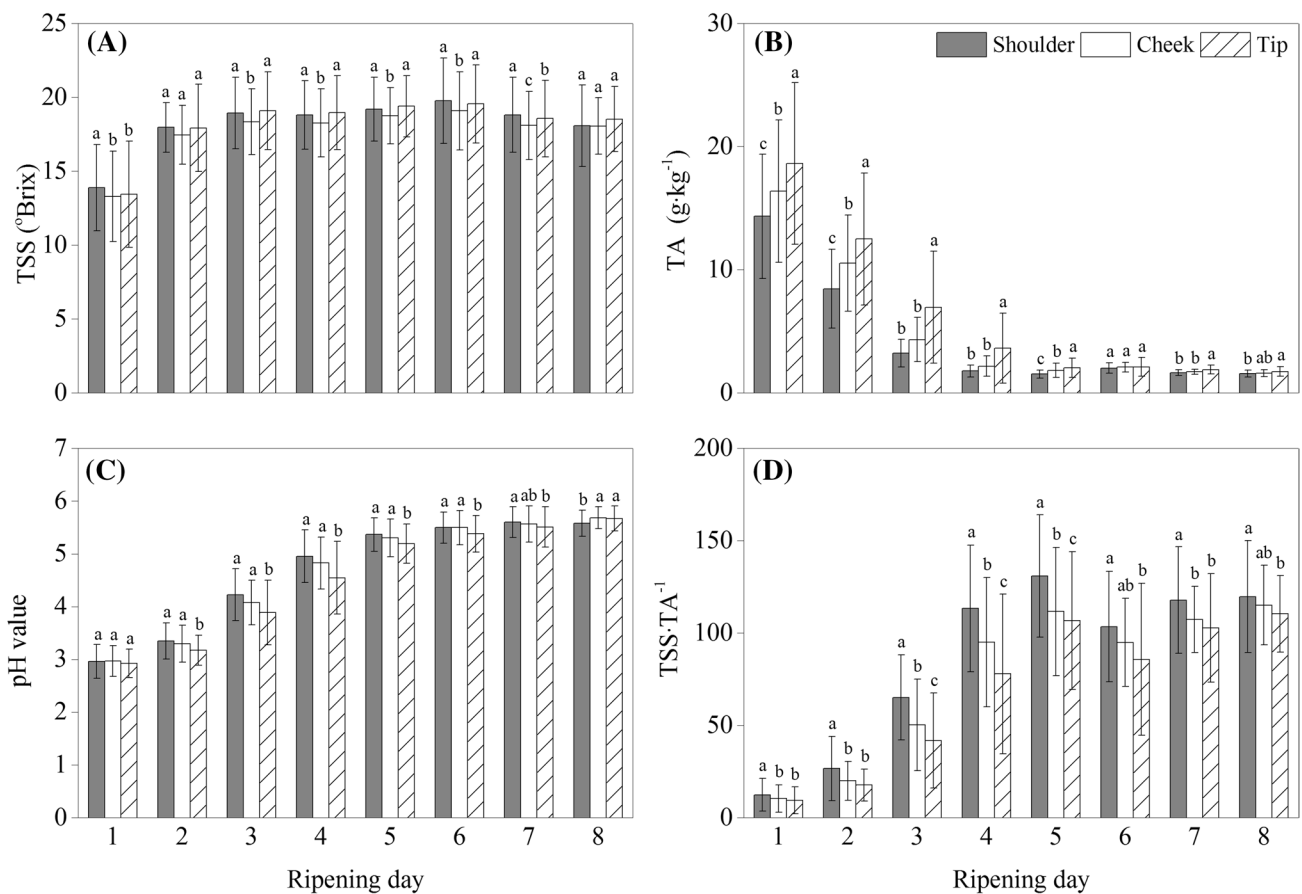 (A)
TSS (°Brix)
25
20
15
10
5
0
a b b a a a a b a a b a a b a a b a a c b a a a
(B)
Shoulder Cheek Tip
TA (g·kg⁻¹)
30
20
10
0
c b a c b a b b a b b a c b a a a a b b a b ab a
(C)
pH value
7
6
5
4
3
2
1
0
a a a a a b a a b a a b a a b a a b a ab b b a a
1 2 3 4 5 6 7 8
Ripening day
(D)
TSS·TA⁻¹
200
150
100
50
0
a b b a b b a b c a b c a b c a ab b a b b a ab b
1 2 3 4 5 6 7 8
Ripening day